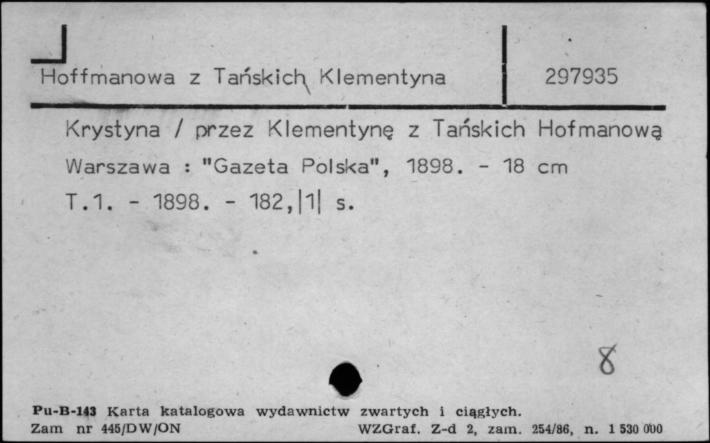 Hoffmanowa z Tańskich Klementyna 297935
Krystyna / przez Klementynę z Tańskich Hofmanową
Warszawa : "Gazeta Polska", 1898. - 18 cm
T.1. - 1898. - 182,|1| s.
8
Pu-B-143 Karta katalogowa wydawnictw zwartych i ciągłych.
Zam nr 445/DW/ON WZGraf. Z-d 2, zam. 254/86, n. 1 530 000